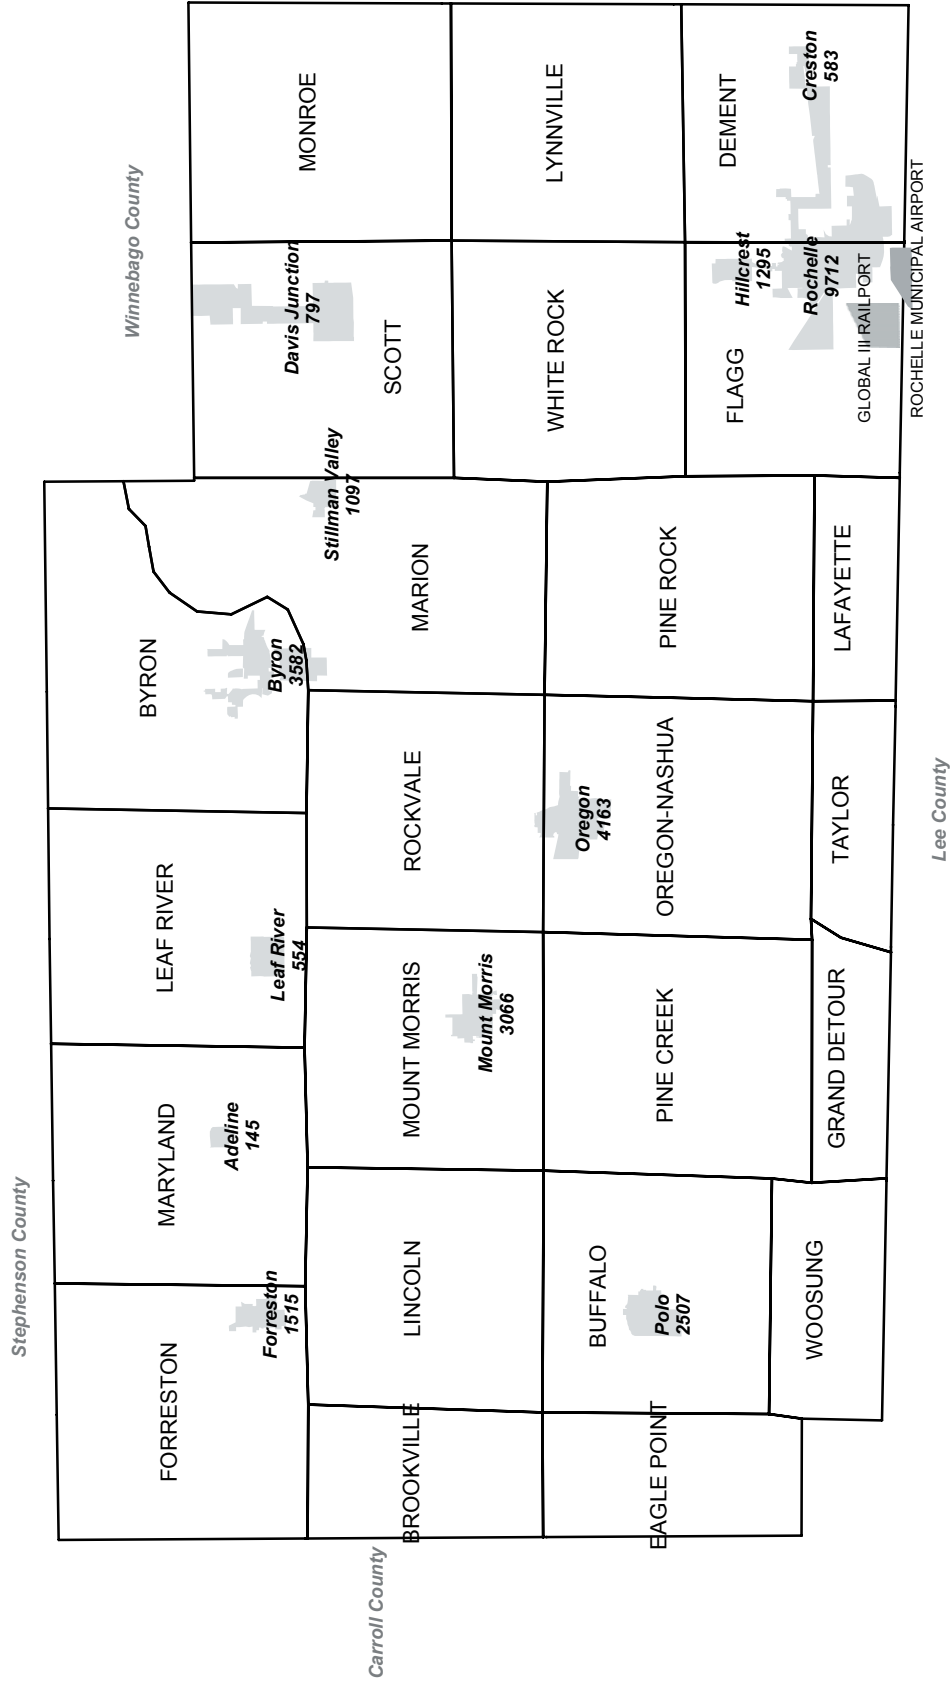 Stephenson County
Winnebago County
FORRESTON
Forreston
1515
MARYLAND
Adeline
145
LEAF RIVER
Leaf River
554
BYRON
Byron
3582
Stillman Valley
1097
MARION
Davis Junction
797
SCOTT
MONROE
Carroll County
BROOKVILLE
LINCOLN
MOUNT MORRIS
Mount Morris
3066
ROCKVALE
WHITE ROCK
LYNNVILLE
EAGLE POINT
BUFFALO
Polo
2507
PINE CREEK
Oregon
4163
OREGON-NASHUA
PINE ROCK
FLAGG
Hillcrest
1295
Rochelle
9712
DEMENT
Creston
583
WOOSUNG
GRAND DETOUR
TAYLOR
LAFAYETTE
GLOBAL III RAILPORT
ROCHELLE MUNICIPAL AIRPORT
Lee County